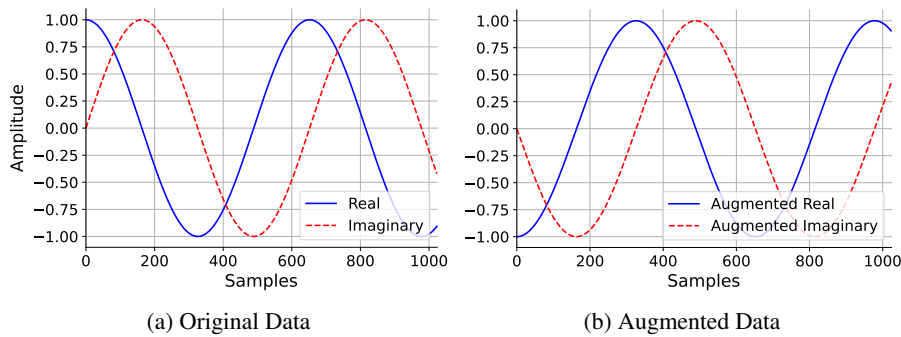 1.00
0.75
0.50
0.25
0.00
−0.25
−0.50
−0.75
−1.00
Amplitude
Real
Imaginary
0 200 400 600 800 1000
Samples
(a) Original Data
1.00
0.75
0.50
0.25
0.00
−0.25
−0.50
−0.75
−1.00
Augmented Real
Augmented Imaginary
0 200 400 600 800 1000
Samples
(b) Augmented Data